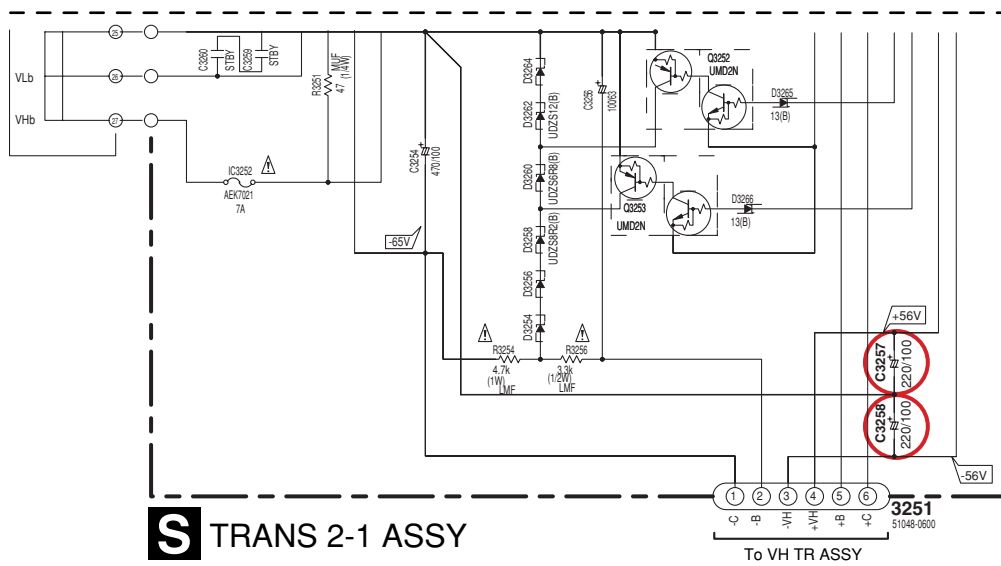 25
C3260
STBY
C3259
STBY
VLb
26
R3251
47
(1/4W)
MUF
VHb
27
IC3252
AEK7021
7A
C3254
470/100
-65V
D3264
D3262
UDZS12(B)
D3260
UDZS6R8(B)
D3258
UDZS8R2(B)
D3256
D3254
C3266
10063
Q3252
UMD2N
D3265
13(B)
Q3253
UMD2N
D3266
13(B)
R3254
4.7k
(1W)
LMF
R3256
3.3k
(1/2W)
LMF
+56V
C3257
220/100
C3258
220/100
-56V
1 2 3 4 5 6
-C -B -VH +VH +B +C
3251
51048-0600
S TRANS 2-1 ASSY
To VH TR ASSY